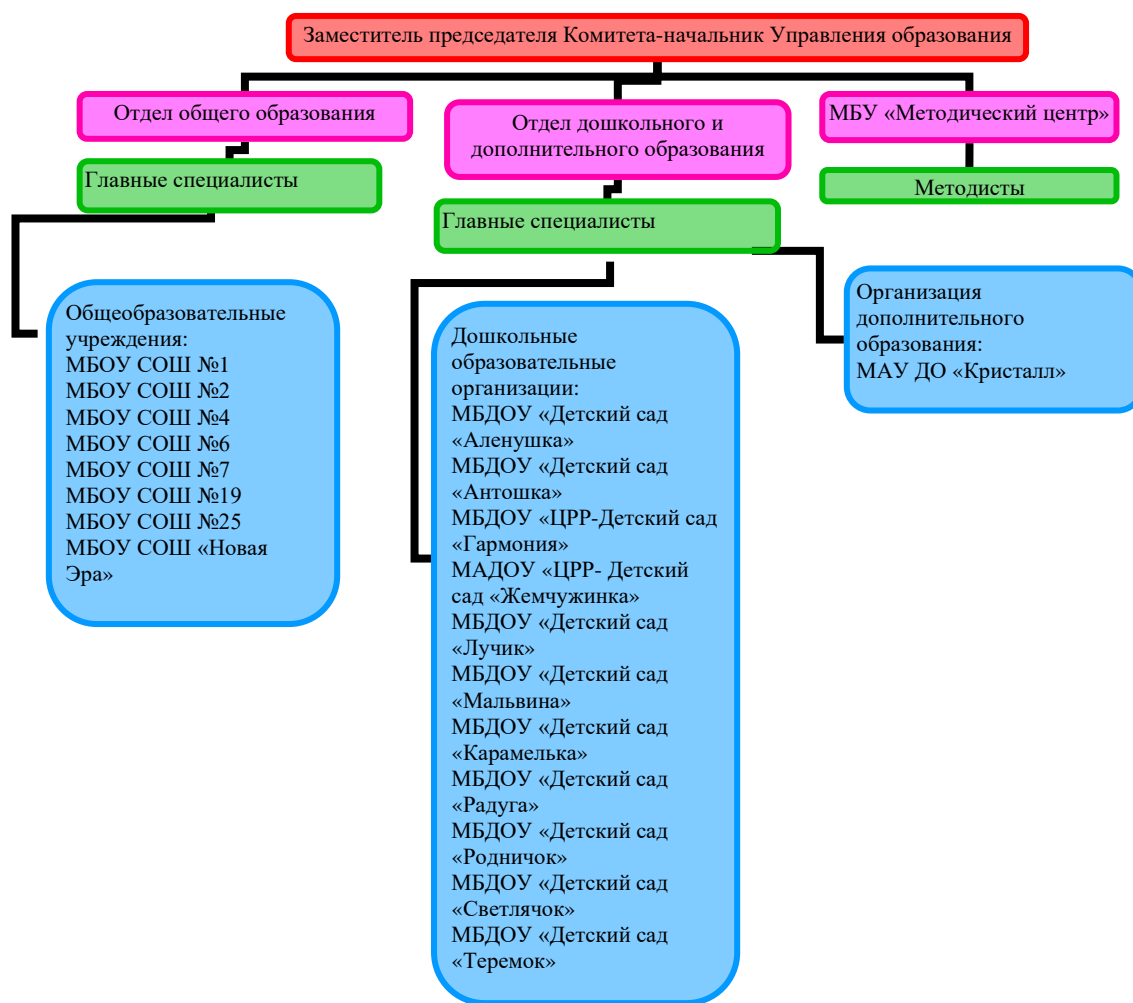 Заместитель председателя Комитета-начальник Управления образования
Отдел общего образования
Отдел дошкольного и
дополнительного образования
МБУ «Методический центр»
Главные специалисты
Методисты
Главные специалисты
Общеобразовательные
учреждения:
МБОУ СОШ №1
МБОУ СОШ №2
МБОУ СОШ №4
МБОУ СОШ №6
МБОУ СОШ №7
МБОУ СОШ №19
МБОУ СОШ №25
МБОУ СОШ «Новая
Эра»
Дошкольные
образовательные
организации:
МБДОУ «Детский сад
«Аленушка»
МБДОУ «Детский сад
«Антошка»
МБДОУ «ЦРР-Детский сад
«Гармония»
МАДОУ «ЦРР- Детский
сад «Жемчужинка»
МБДОУ «Детский сад
«Лучик»
МБДОУ «Детский сад
«Мальвина»
МБДОУ «Детский сад
«Карамелька»
МБДОУ «Детский сад
«Радуга»
МБДОУ «Детский сад
«Родничок»
МБДОУ «Детский сад
«Светлячок»
МБДОУ «Детский сад
«Теремок»
Организация
дополнительного
образования:
МАУ ДО «Кристалл»